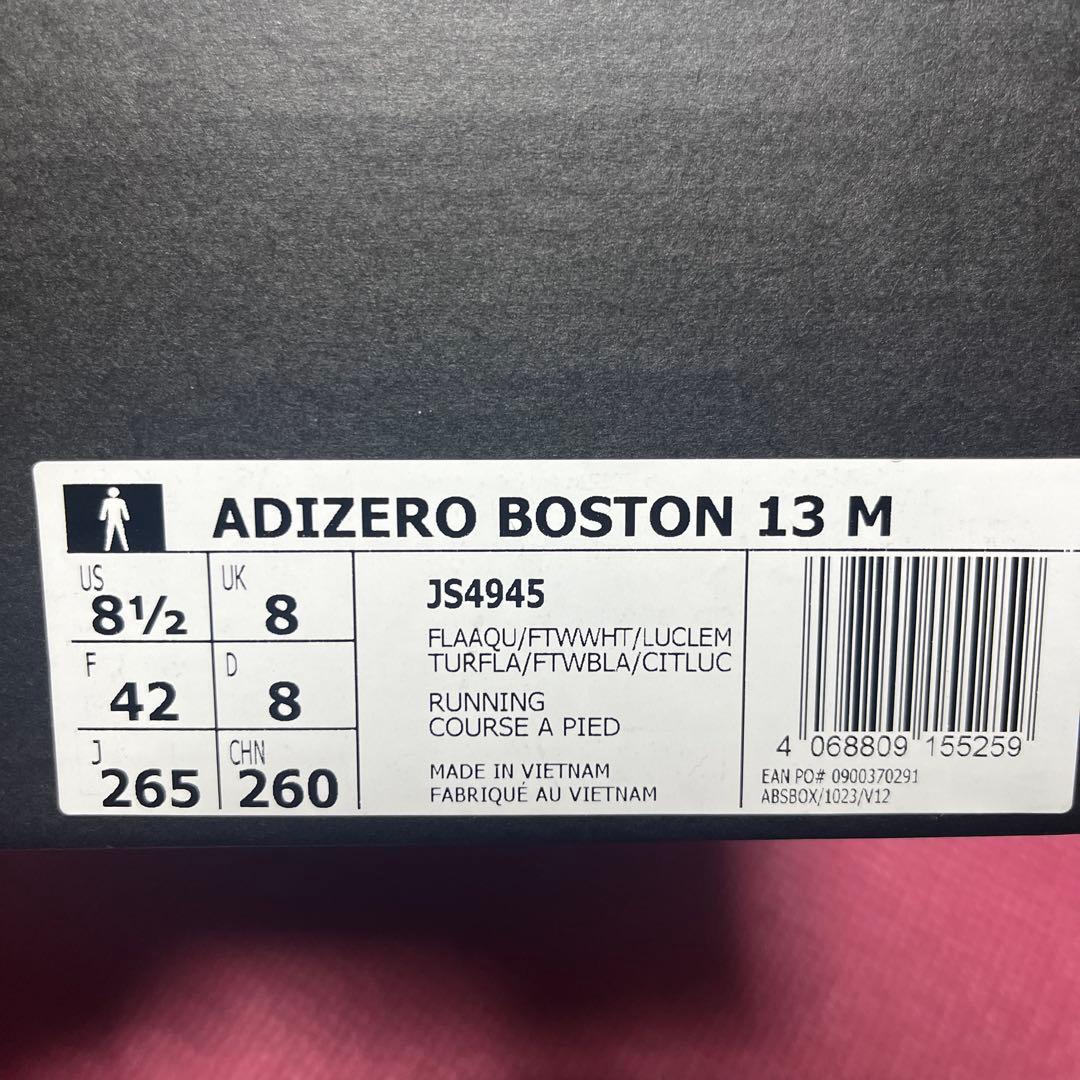 ADIZERO BOSTON 13 M
US
8½
UK
8
F
42
D
8
J
265
CHN
260
JS4945
FLAAQU/FTWWHT/LUCLEM
TURFLA/FTWBLA/CITLUC
RUNNING
COURSE A PIED
MADE IN VIETNAM
FABRIQUÉ AU VIETNAM
4 068809 155259
EAN PO# 0900370291
ABSBOX/1023/V12